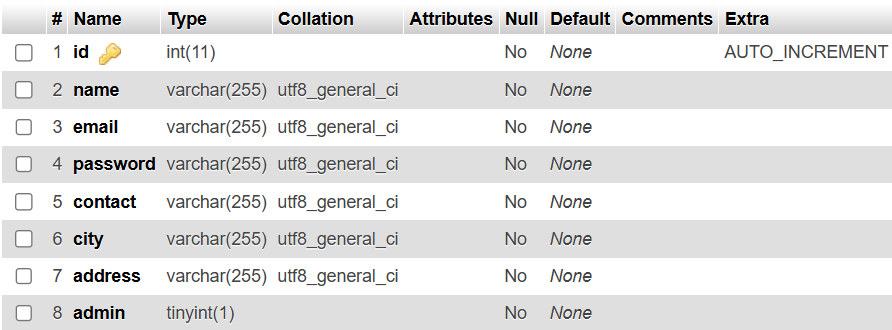 # Name Type Collation Attributes Null Default Comments Extra
1 id int(11) No None AUTO_INCREMENT
2 name varchar(255) utf8_general_ci No None
3 email varchar(255) utf8_general_ci No None
4 password varchar(255) utf8_general_ci No None
5 contact varchar(255) utf8_general_ci No None
6 city varchar(255) utf8_general_ci No None
7 address varchar(255) utf8_general_ci No None
8 admin tinyint(1) No None